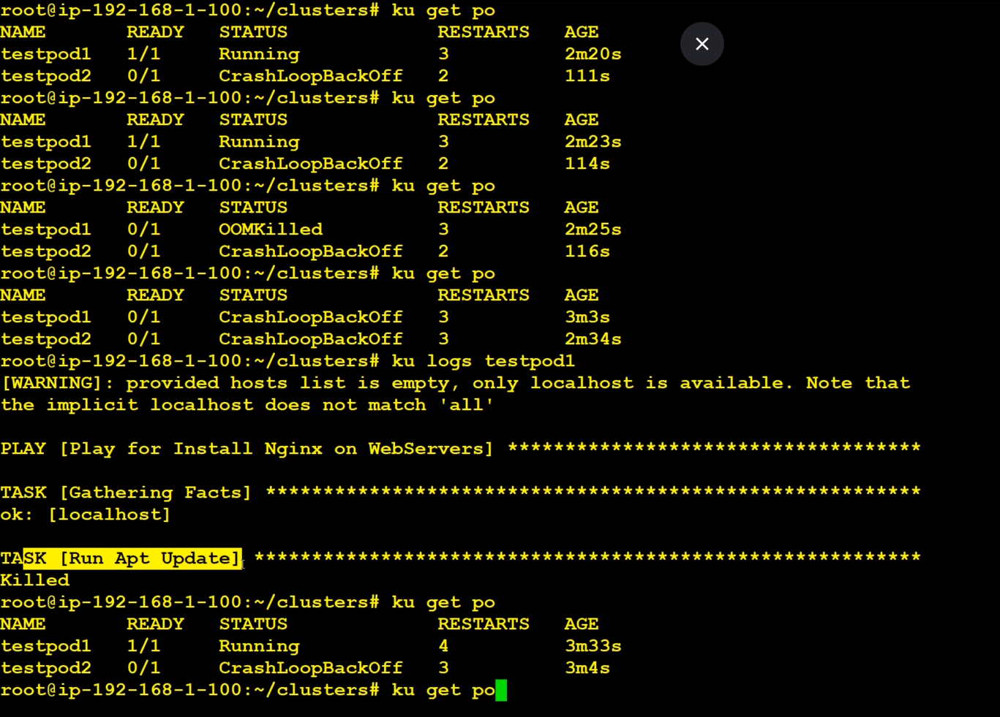 root@ip-192-168-1-100:~/clusters# ku get po
NAME READY STATUS RESTARTS AGE
testpod1 1/1 Running 3 2m20s
testpod2 0/1 CrashLoopBackOff 2 111s
root@ip-192-168-1-100:~/clusters# ku get po
NAME READY STATUS RESTARTS AGE
testpod1 1/1 Running 3 2m23s
testpod2 0/1 CrashLoopBackOff 2 114s
root@ip-192-168-1-100:~/clusters# ku get po
NAME READY STATUS RESTARTS AGE
testpod1 0/1 OOMKilled 3 2m25s
testpod2 0/1 CrashLoopBackOff 2 116s
root@ip-192-168-1-100:~/clusters# ku get po
NAME READY STATUS RESTARTS AGE
testpod1 0/1 CrashLoopBackOff 3 3m3s
testpod2 0/1 CrashLoopBackOff 3 2m34s
root@ip-192-168-1-100:~/clusters# ku logs testpod1
[WARNING]: provided hosts list is empty, only localhost is available. Note that
the implicit localhost does not match 'all'
PLAY [Play for Install Nginx on WebServers] ************************************
TASK [Gathering Facts] *********************************************************
ok: [localhost]
TASK [Run Apt Update] **********************************************************
Killed
root@ip-192-168-1-100:~/clusters# ku get po
NAME READY STATUS RESTARTS AGE
testpod1 1/1 Running 4 3m33s
testpod2 0/1 CrashLoopBackOff 3 3m4s
root@ip-192-168-1-100:~/clusters# ku get po